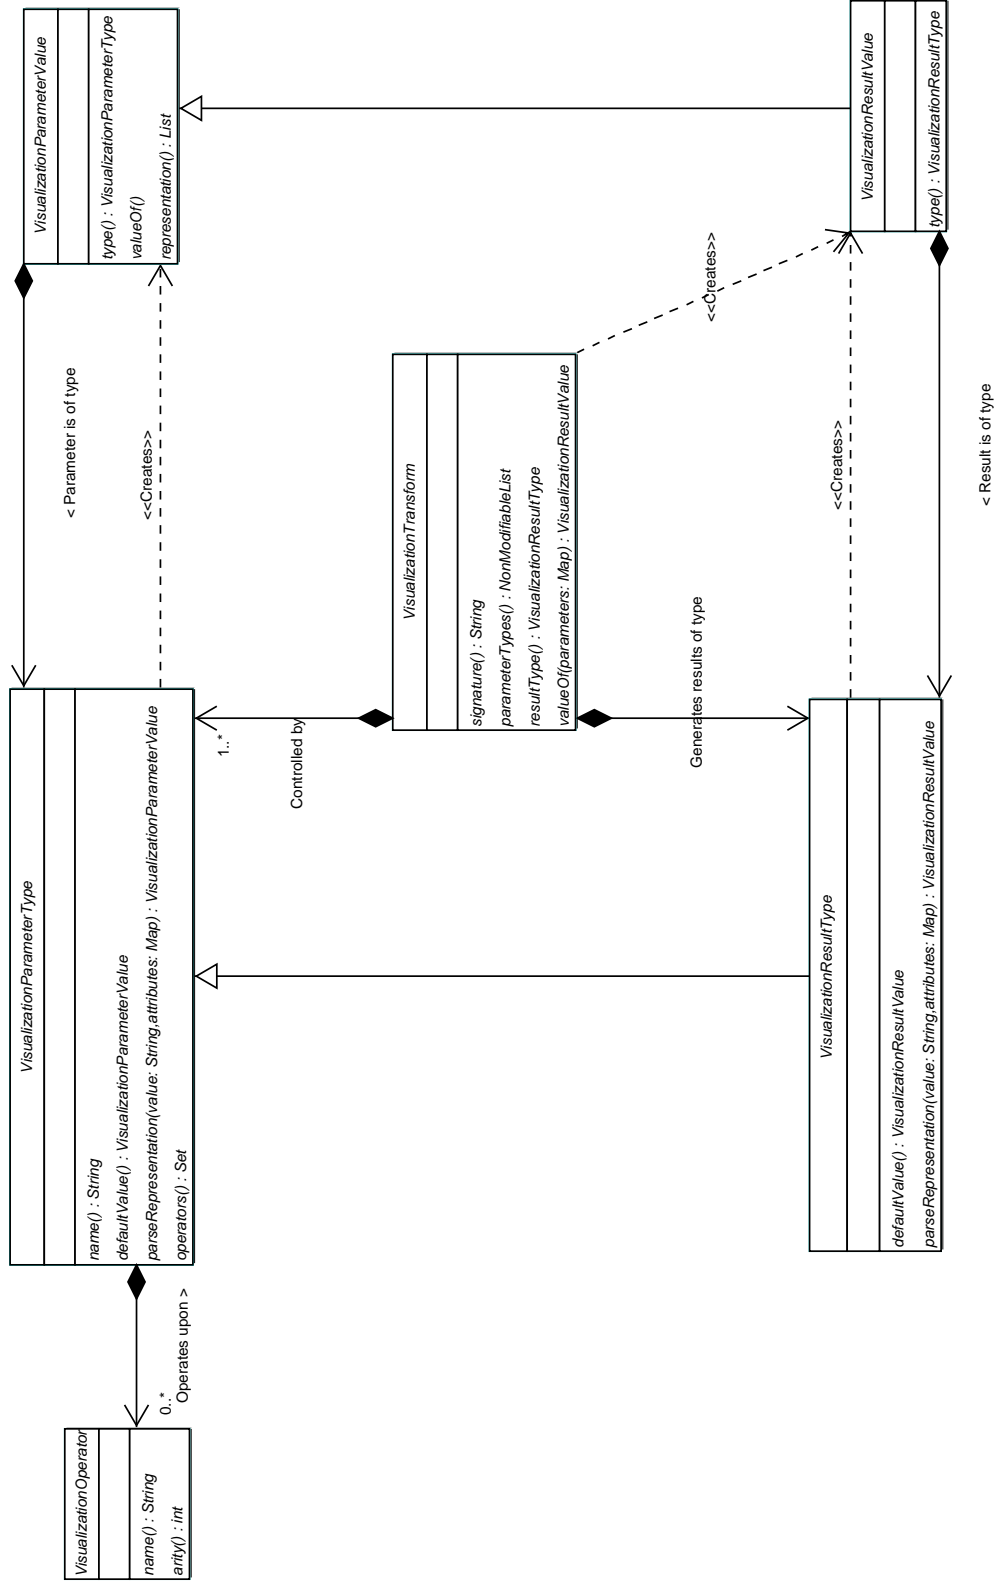 VisualizationOperator
name() : String
arity() : int
0..*
Operates upon >
VisualizationParameterType
name() : String
defaultValue() : VisualizationParameterValue
parseRepresentation(value: String,attributes: Map) : VisualizationParameterValue
operators() : Set
< Parameter is of type
<<Creates>>
VisualizationParameterValue
type() : VisualizationParameterType
valueOf()
representation() : List
1..*
Controlled by
VisualizationTransform
signature() : String
parameterTypes() : NonModifiableList
resultType() : VisualizationResultType
valueOf(parameters: Map) : VisualizationResultValue
Generates results of type
<<Creates>>
VisualizationResultType
defaultValue() : VisualizationResultValue
parseRepresentation(value: String,attributes: Map) : VisualizationResultValue
<<Creates>>
< Result is of type
VisualizationResultValue
type() : VisualizationResultType